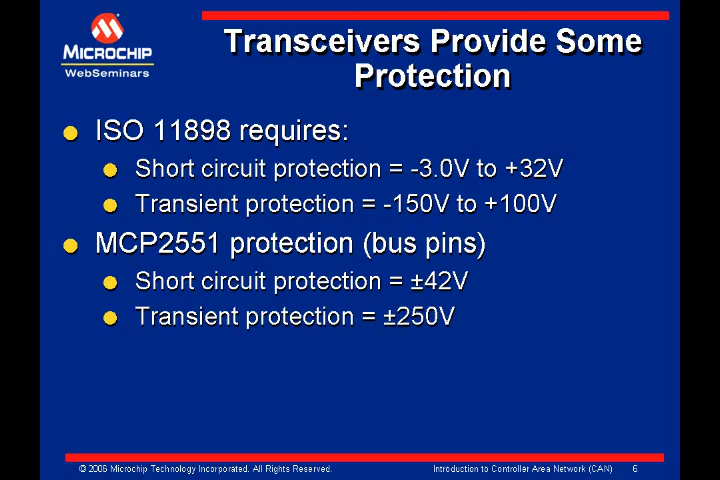 MICROCHIP
WebSeminars
Transceivers Provide Some
Protection
ISO 11898 requires:
Short circuit protection = -3.0V to +32V
Transient protection = -150V to +100V
MCP2551 protection (bus pins)
Short circuit protection = ±42V
Transient protection = ±250V
© 2006 Microchip Technology Incorporated. All Rights Reserved.
Introduction to Controller Area Network (CAN) 6